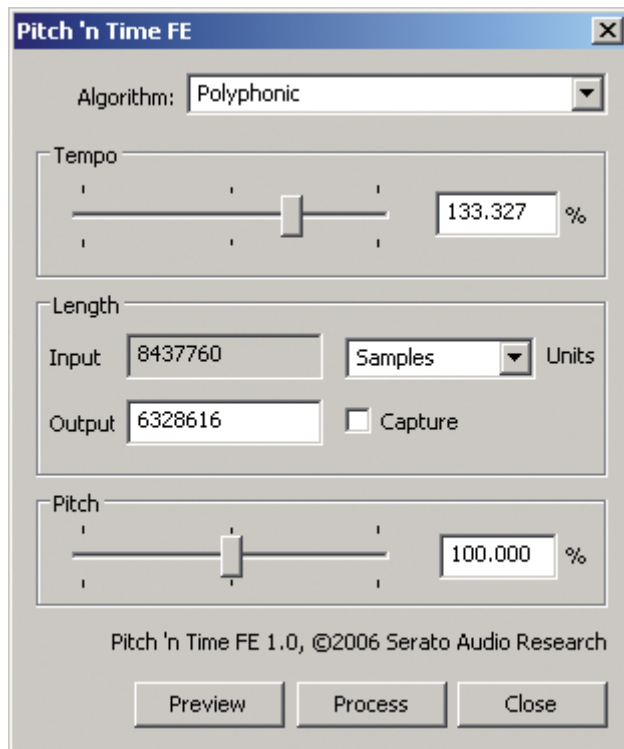 Pitch 'n Time FE
Algorithm: Polyphonic
Tempo
133.327 %
Length
Input 8437760 Samples Units
Output 6328616 Capture
Pitch
100.000 %
Pitch 'n Time FE 1.0, ©2006 Serato Audio Research
Preview Process Close